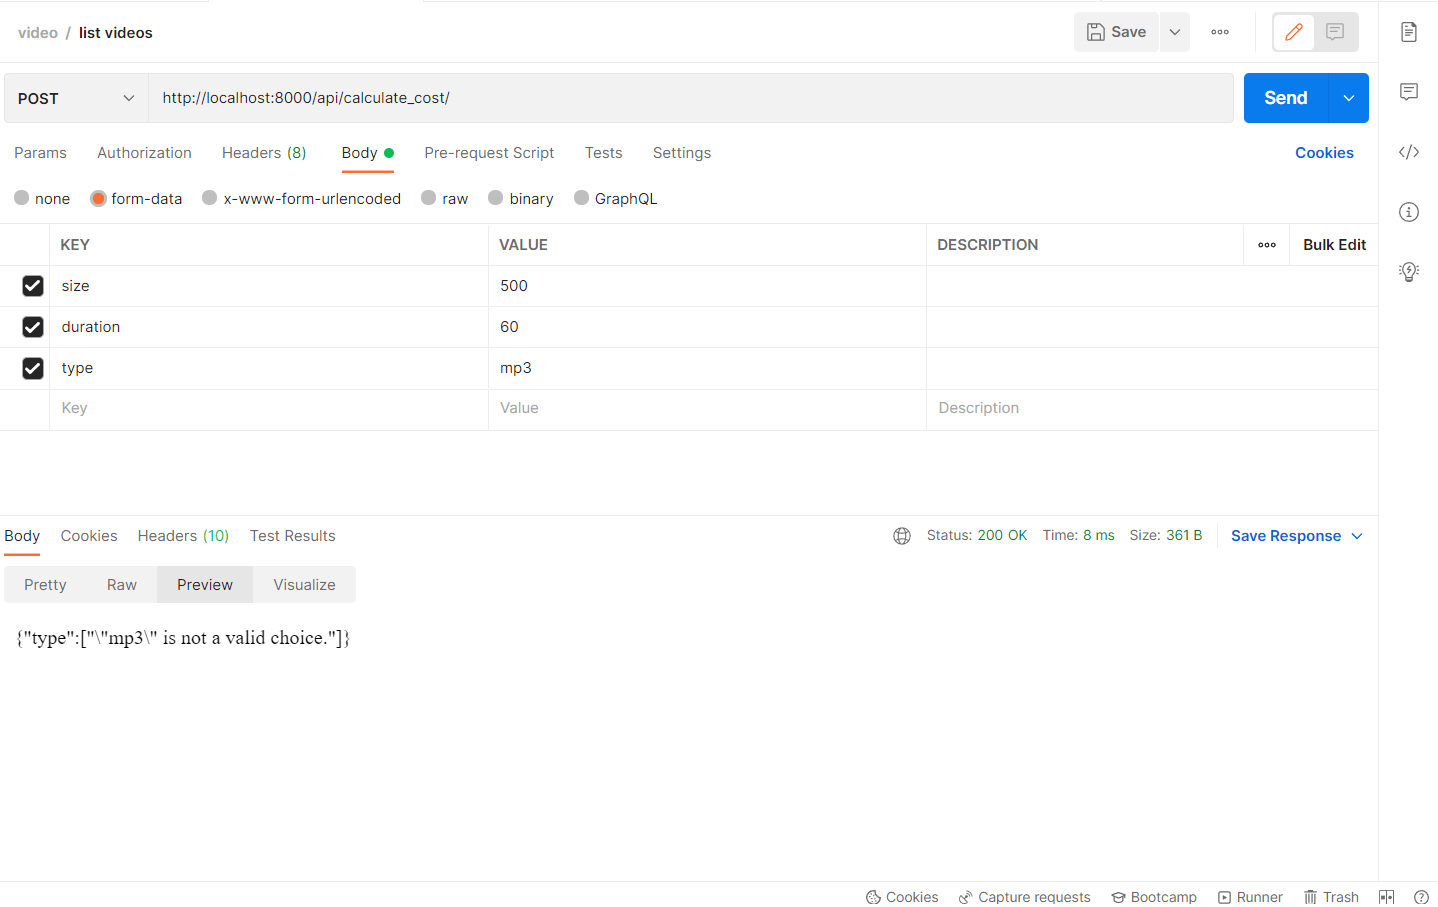 video / list videos
Save
POST
http://localhost:8000/api/calculate_cost/
Send
Params Authorization Headers (8) Body Pre-request Script Tests Settings Cookies
none form-data x-www-form-urlencoded raw binary GraphQL
KEY VALUE DESCRIPTION Bulk Edit
size 500
duration 60
type mp3
Key Value Description
Body Cookies Headers (10) Test Results Status: 200 OK Time: 8 ms Size: 361 B Save Response
Pretty Raw Preview Visualize
{"type":["\"mp3\" is not a valid choice."]}
Cookies Capture requests Bootcamp Runner Trash